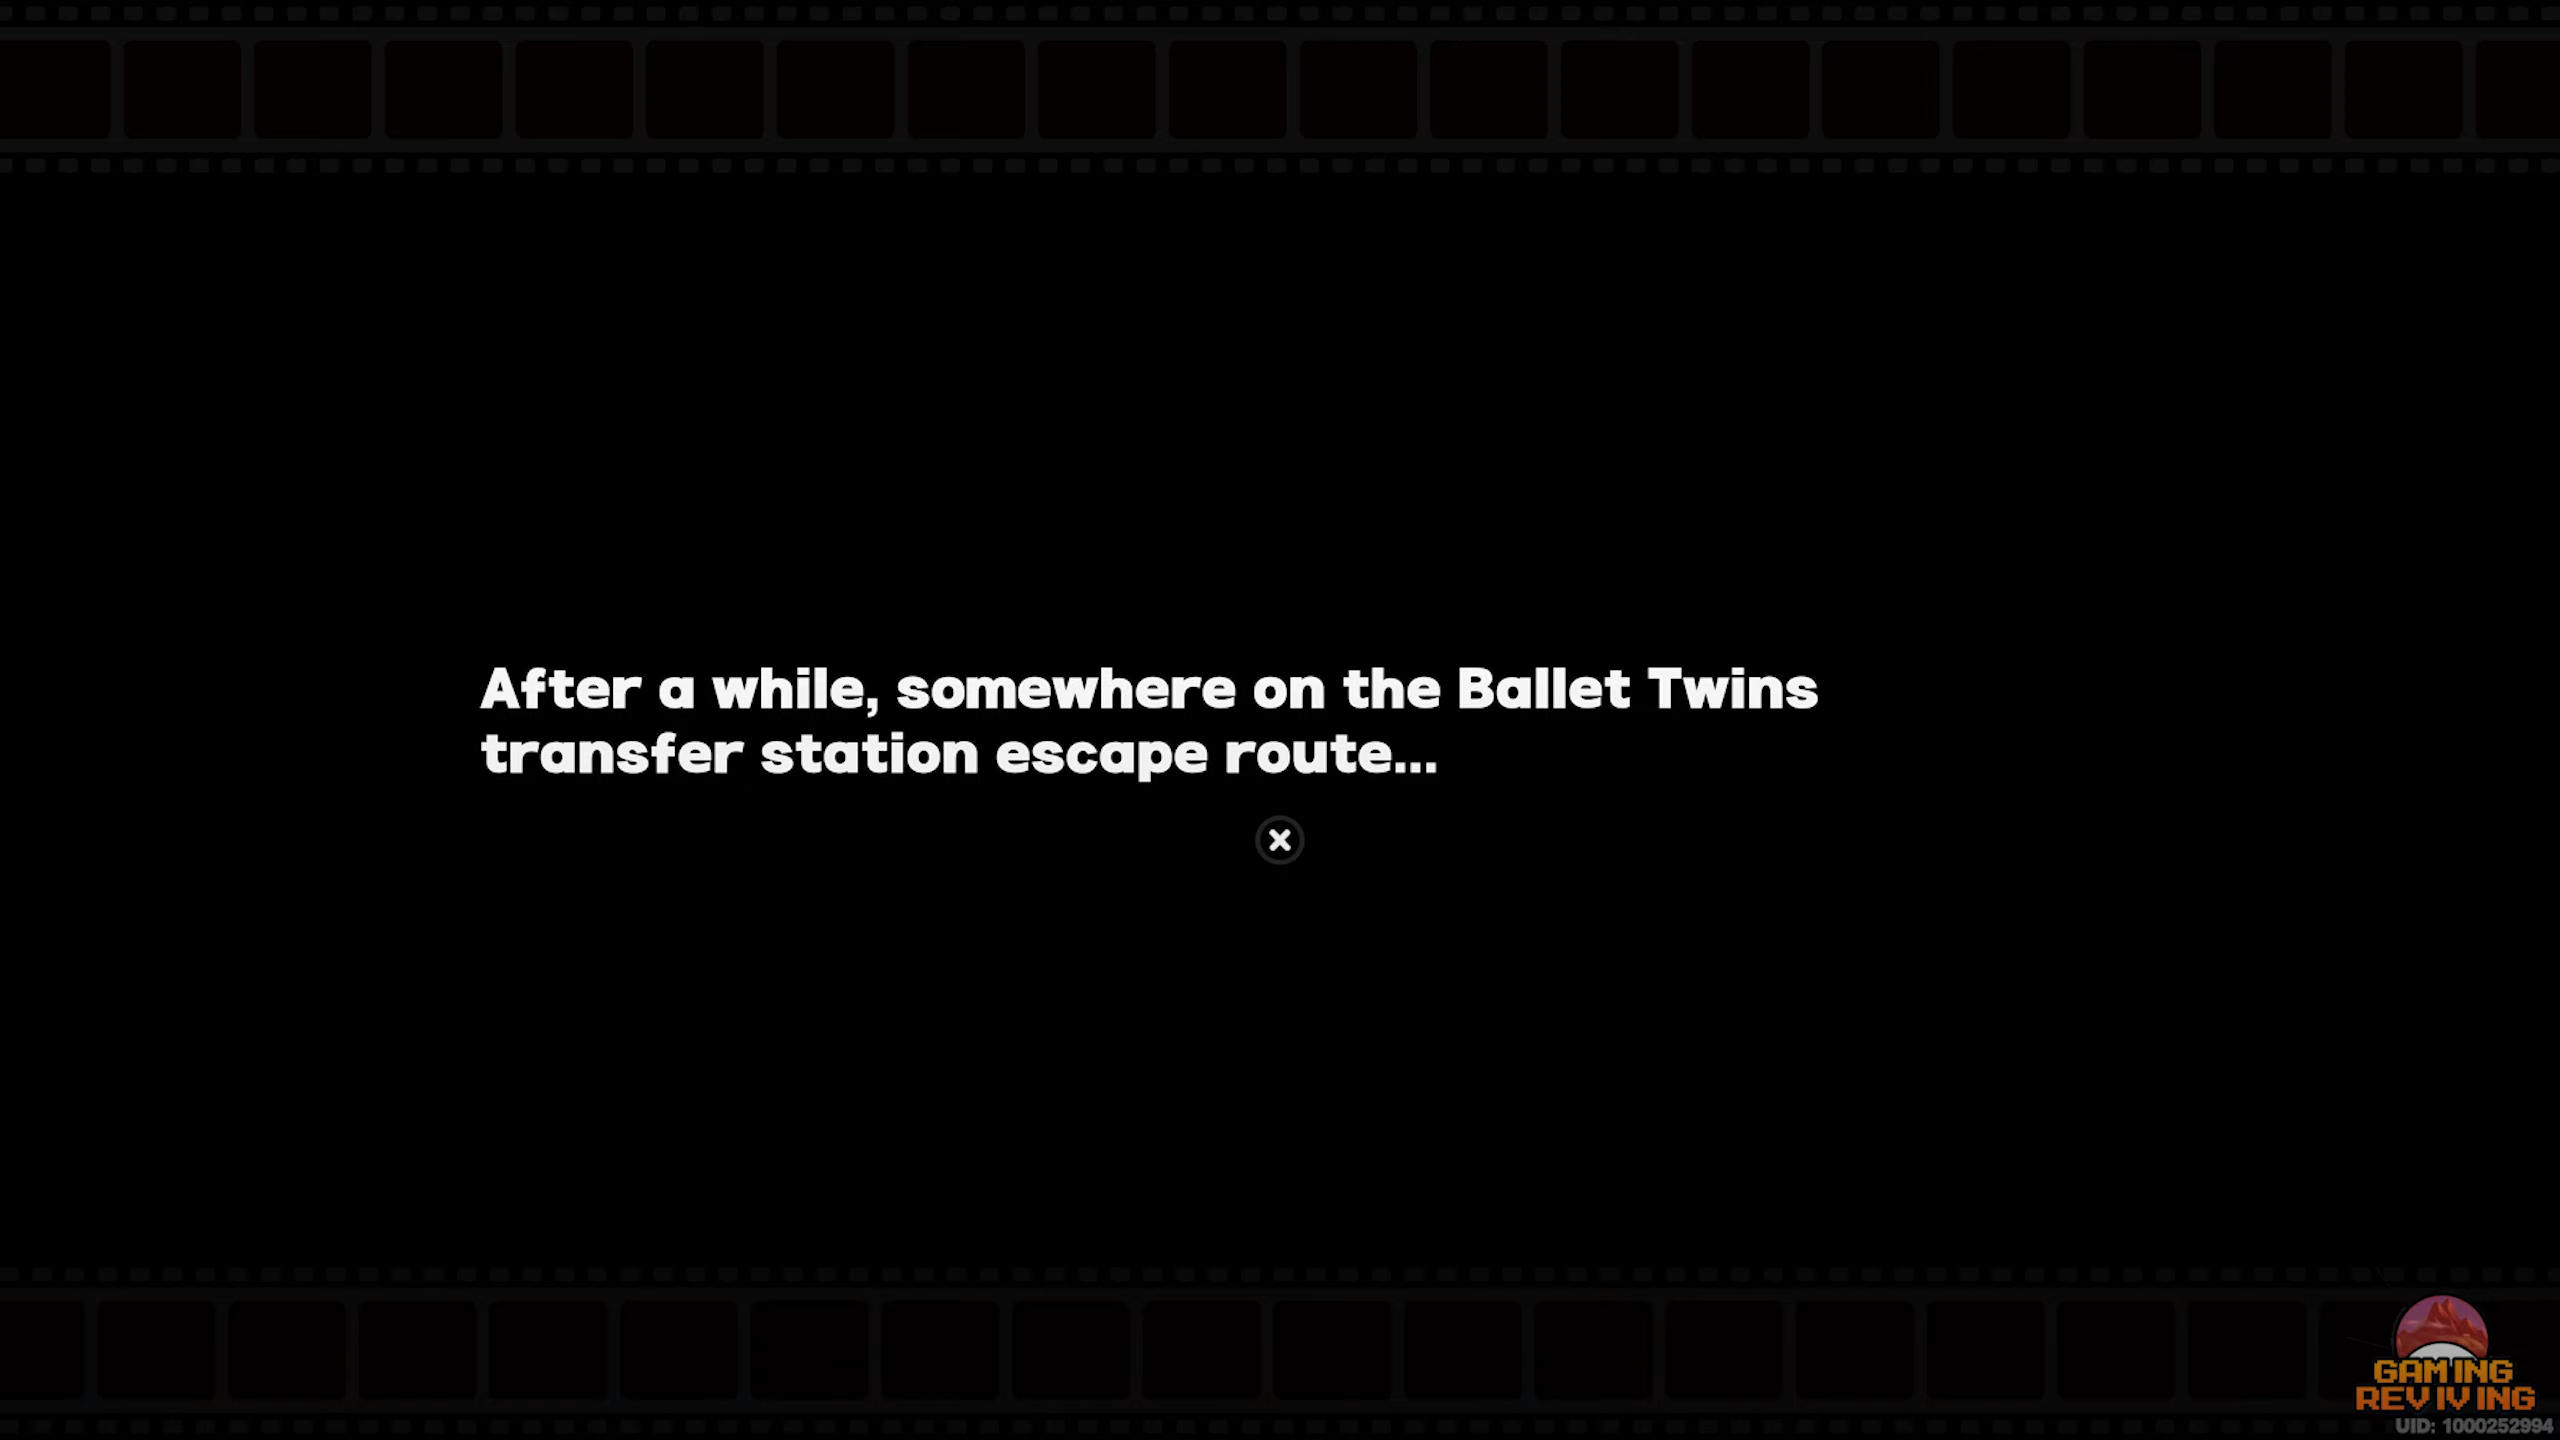 After a while, somewhere on the Ballet Twins
transfer station escape route...
GAMING
REVIVING
UID: 1000252994